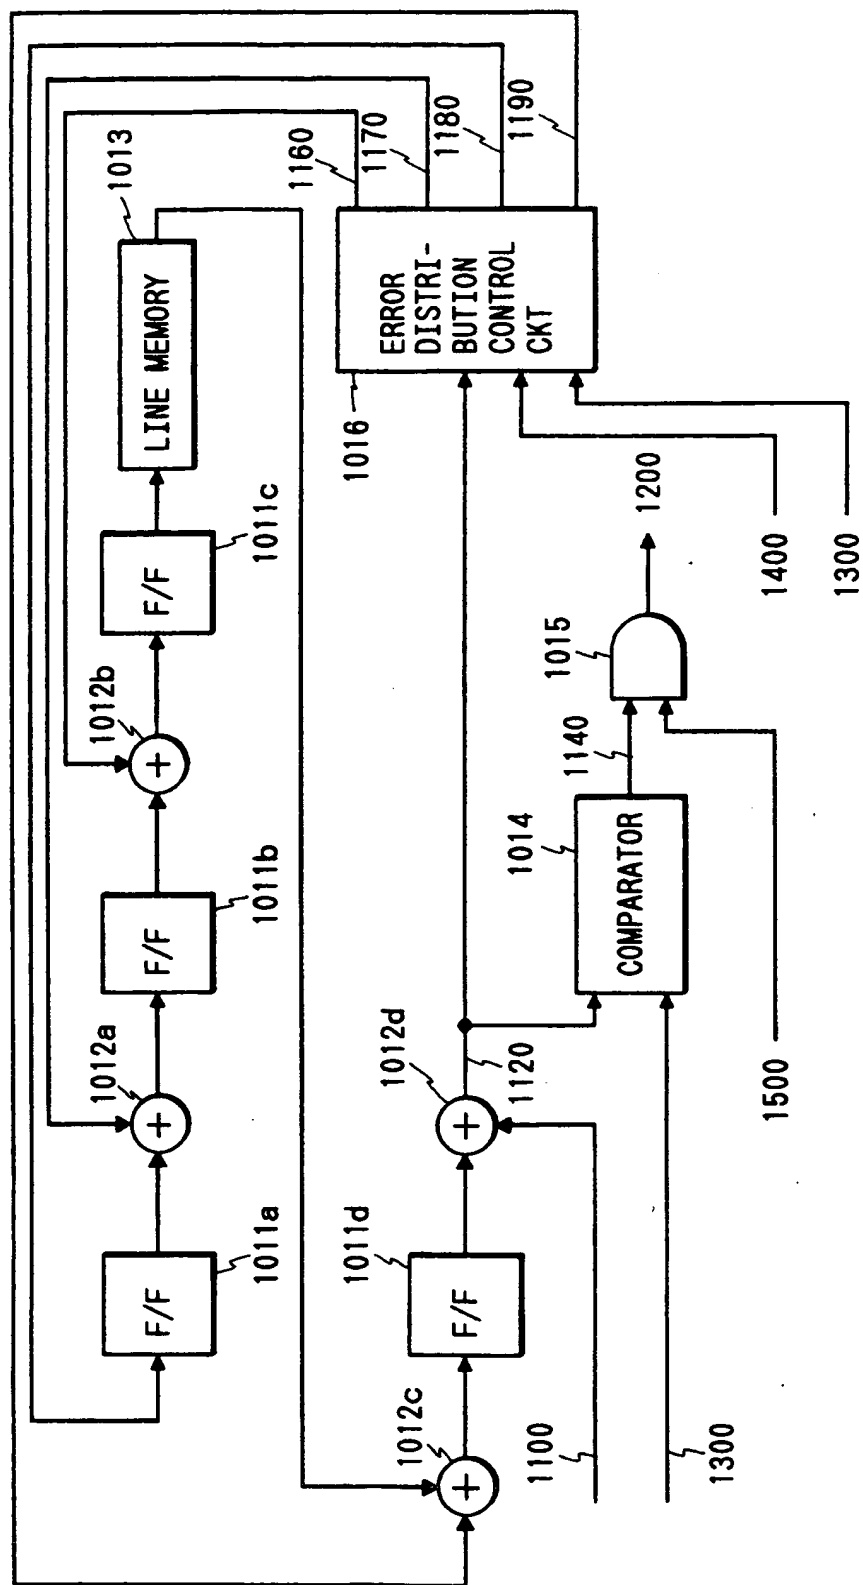 1012a
1012b
1013
F/F
F/F
F/F
LINE MEMORY
1011a
1011b
1011c
1160
1016
1170
1012c
1011d
1012d
F/F
ERROR
DISTRI-
BUTION
CONTROL
CKT
1180
1190
1120
1014
1015
1100
1140
COMPARATOR
1200
1300
1500
1400
1300